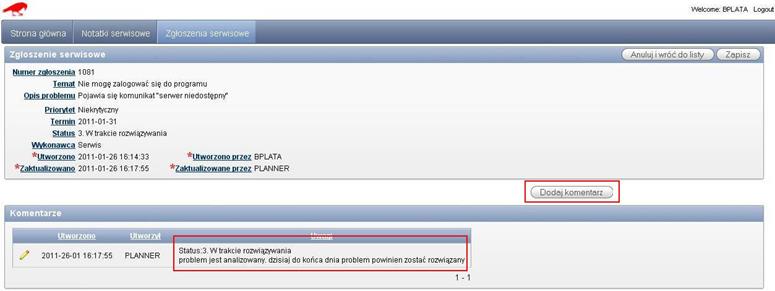 Welcome: BPLATA Logout
Strona główna Notatki serwisowe Zgłoszenia serwisowe
Zgłoszenie serwisowe Anuluj i wróć do listy Zapisz
Numer zgłoszenia 1081
Temat Nie mogę zalogować się do programu
Opis problemu Pojawia się komunikat "serwer niedostępny"
Priorytet Niekrytyczny
Termin 2011-01-31
Status 3. W trakcie rozwiązywania
Wykonawca Serwis
*Utworzono 2011-01-26 16:14:33 *Utworzono przez BPLATA
*Zaktualizowano 2011-01-26 16:17:55 *Zaktualizowane przez PLANNER
Dodaj komentarz
Komentarze
Utworzono Utworzył Uwagi
Status:3. W trakcie rozwiązywania
2011-26-01 16:17:55 PLANNER problem jest analizowany. dzisiaj do końca dnia problem powinien zostać rozwiązany
1 - 1